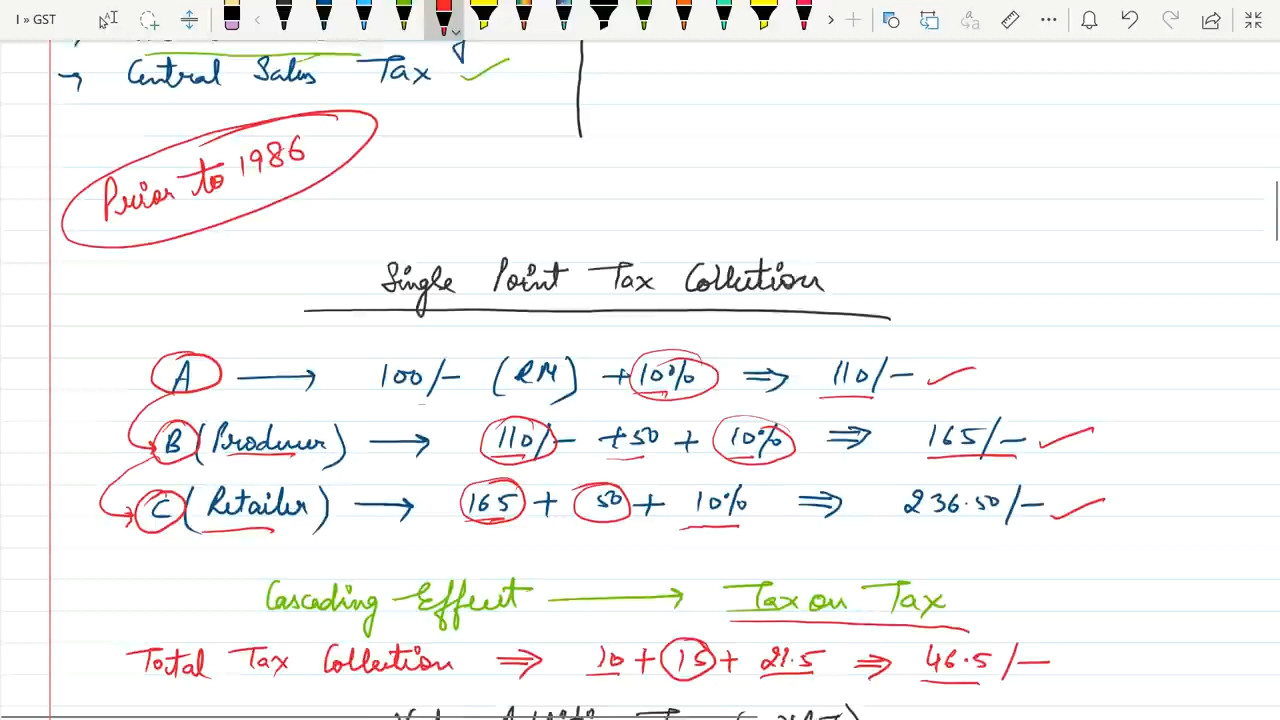 I » GST
→ Central Sales Tax ✓
Prior to 1986
Single Point Tax Collection
A → 100/- (RM) +10% ⇒ 110/- ✓
B (Producer) → 110/- +50 + 10% ⇒ 165/- ✓
C (Retailer) → 165 + 50 + 10% ⇒ 236.50/- ✓
Cascading Effect → Tax on Tax
Total Tax Collection ⇒ 10 + 15 + 21.5 ⇒ 46.5/-